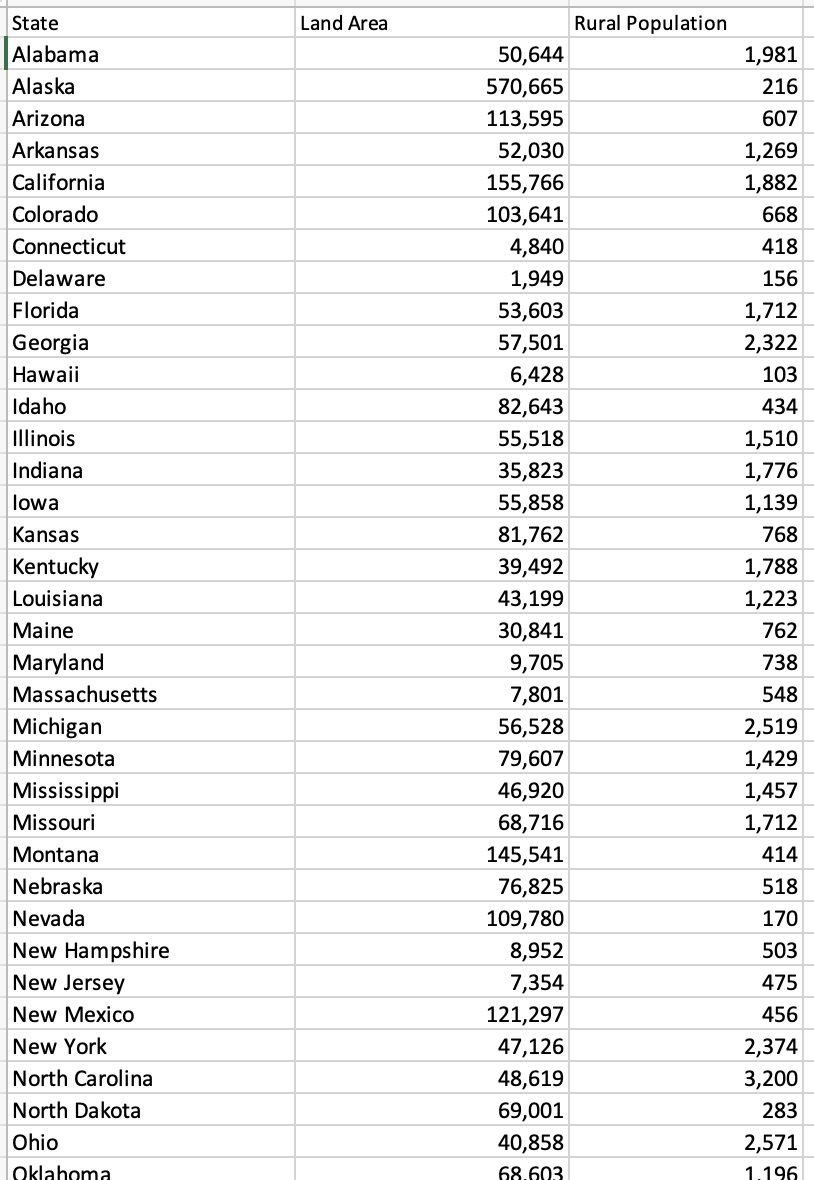 State Land Area Rural Population
Alabama 50,644 1,981
Alaska 570,665 216
Arizona 113,595 607
Arkansas 52,030 1,269
California 155,766 1,882
Colorado 103,641 668
Connecticut 4,840 418
Delaware 1,949 156
Florida 53,603 1,712
Georgia 57,501 2,322
Hawaii 6,428 103
Idaho 82,643 434
Illinois 55,518 1,510
Indiana 35,823 1,776
Iowa 55,858 1,139
Kansas 81,762 768
Kentucky 39,492 1,788
Louisiana 43,199 1,223
Maine 30,841 762
Maryland 9,705 738
Massachusetts 7,801 548
Michigan 56,528 2,519
Minnesota 79,607 1,429
Mississippi 46,920 1,457
Missouri 68,716 1,712
Montana 145,541 414
Nebraska 76,825 518
Nevada 109,780 170
New Hampshire 8,952 503
New Jersey 7,354 475
New Mexico 121,297 456
New York 47,126 2,374
North Carolina 48,619 3,200
North Dakota 69,001 283
Ohio 40,858 2,571
Oklahoma 68,603 1,196